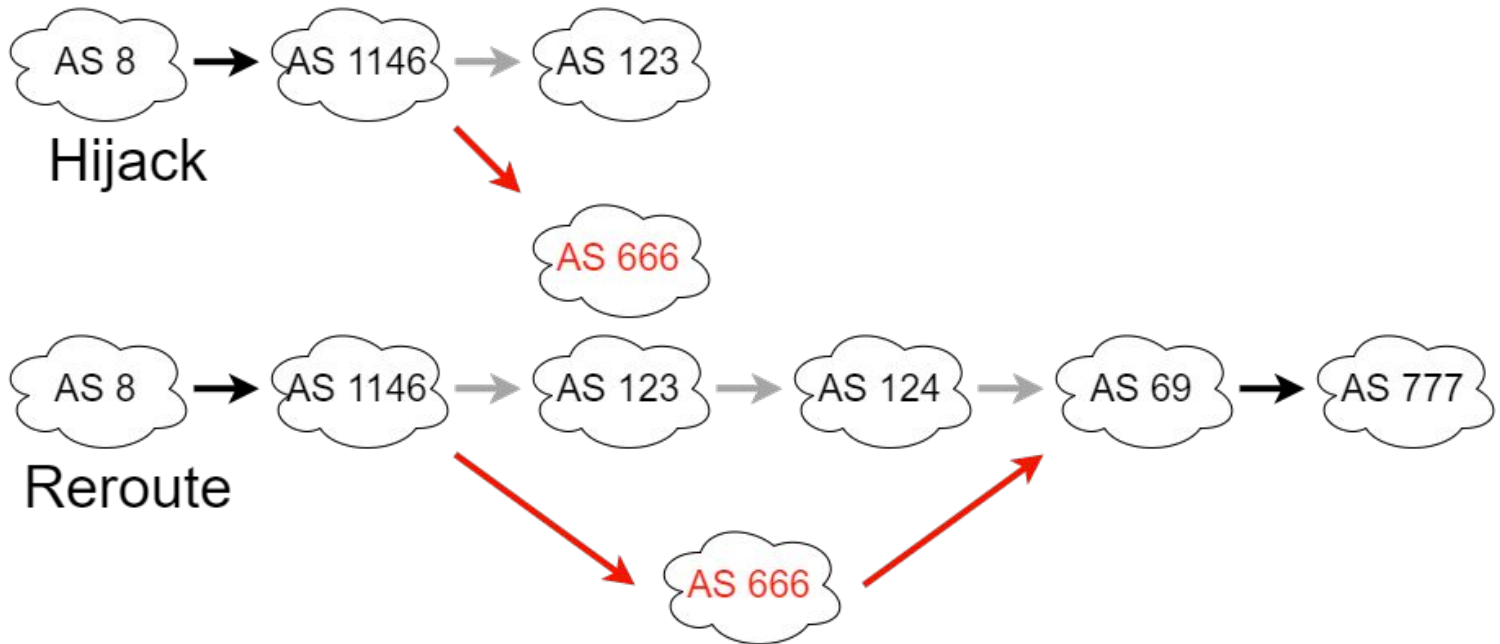 AS 8
AS 1146
AS 123
Hijack
AS 666
AS 8
AS 1146
AS 123
AS 124
AS 69
AS 777
Reroute
AS 666